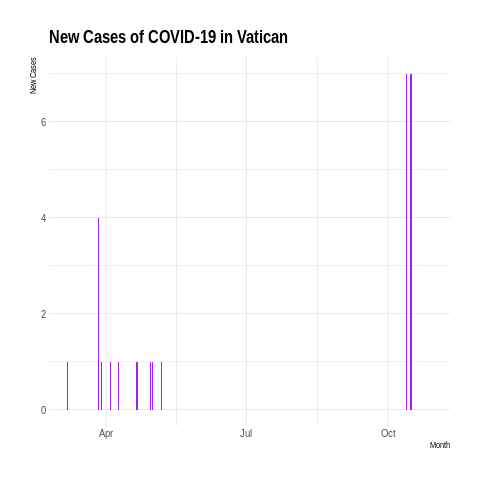 New Cases of COVID-19 in Vatican
New Cases
6
4
2
0
Apr Jul Oct
Month